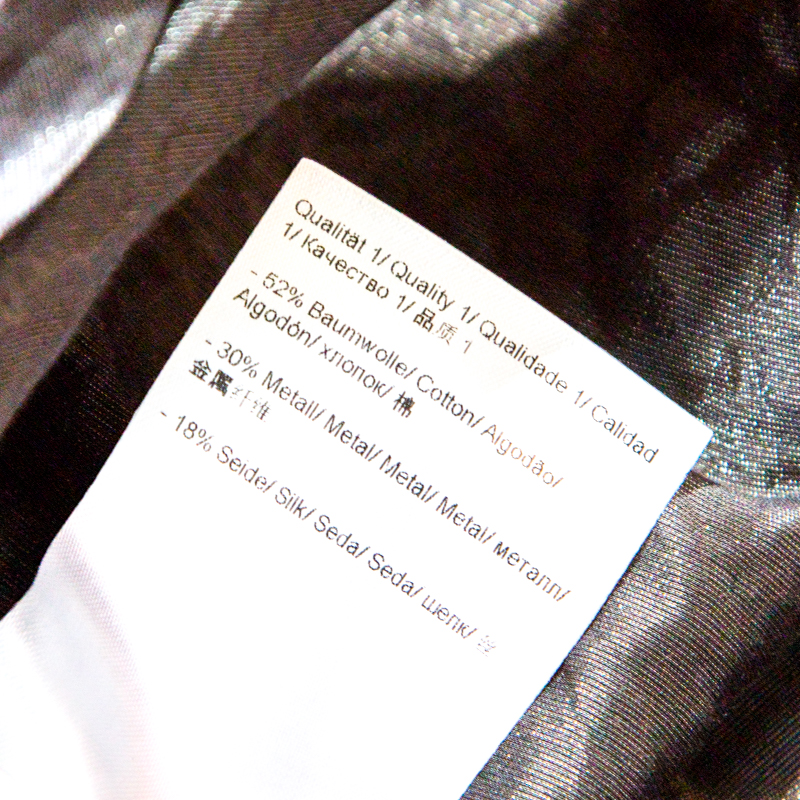 Qualität 1/ Quality 1/ Qualidade 1/ Calidad
1/ Качество 1/ 品质 1
- 52% Baumwolle/ Cotton/ Algodão/
Algodón/ хлопок/ 棉
- 30% Metall/ Metal/ Metal/ Metal/ металл/
金属纤维
- 18% Seide/ Silk/ Seda/ Seda/ шелк/ 丝